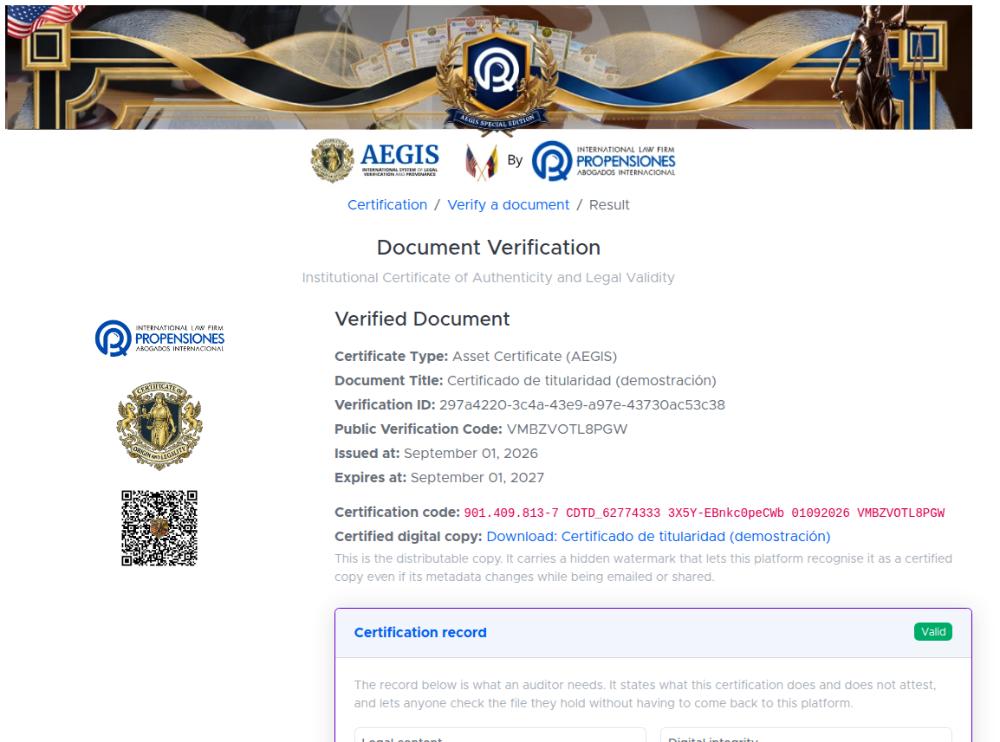 AEGIS SPECIAL EDITION
AEGIS
INTERNATIONAL SYSTEM OF LEGAL
VERIFICATION AND PROVENANCE
By
INTERNATIONAL LAW FIRM
PROPENSIONES
ABOGADOS INTERNACIONAL
Certification / Verify a document / Result
Document Verification
Institutional Certificate of Authenticity and Legal Validity
INTERNATIONAL LAW FIRM
PROPENSIONES
ABOGADOS INTERNACIONAL
CERTIFICATE OF
ORIGIN AND LEGALITY
Verified Document
Certificate Type: Asset Certificate (AEGIS)
Document Title: Certificado de titularidad (demostración)
Verification ID: 297a4220-3c4a-43e9-a97e-43730ac53c38
Public Verification Code: VMBZVOTL8PGW
Issued at: September 01, 2026
Expires at: September 01, 2027
Certification code: 901.409.813-7 CDTD_62774333 3X5Y-EBnkc0peCWb 01092026 VMBZVOTL8PGW
Certified digital copy: Download: Certificado de titularidad (demostración)
This is the distributable copy. It carries a hidden watermark that lets this platform recognise it as a certified
copy even if its metadata changes while being emailed or shared.
Certification record
Valid
The record below is what an auditor needs. It states what this certification does and does not attest,
and lets anyone check the file they hold without having to come back to this platform.
Legal content
Digital integrity